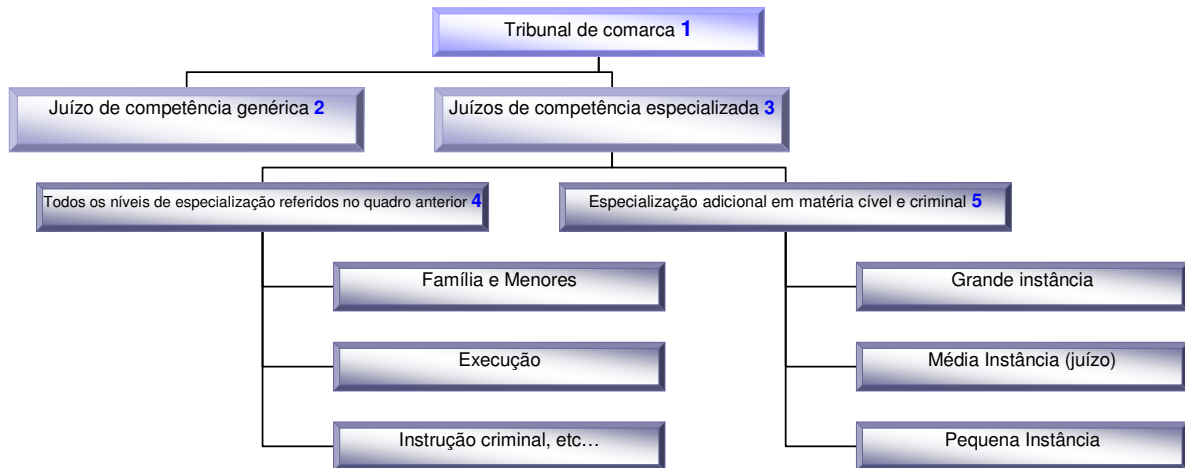 Tribunal de comarca 1
Juízo de competência genérica 2
Juízos de competência especializada 3
Todos os níveis de especialização referidos no quadro anterior 4
Especialização adicional em matéria cível e criminal 5
Família e Menores
Grande instância
Execução
Média Instância (juízo)
Instrução criminal, etc…
Pequena Instância